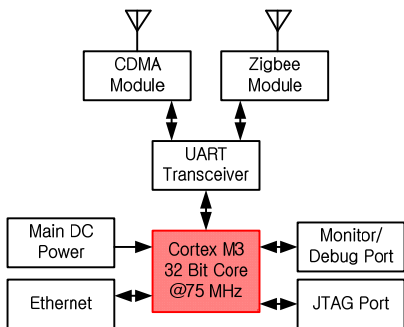 CDMA
Module
Zigbee
Module
UART
Transceiver
Main DC
Power
Cortex M3
32 Bit Core
@75 MHz
Monitor/
Debug Port
Ethernet
JTAG Port